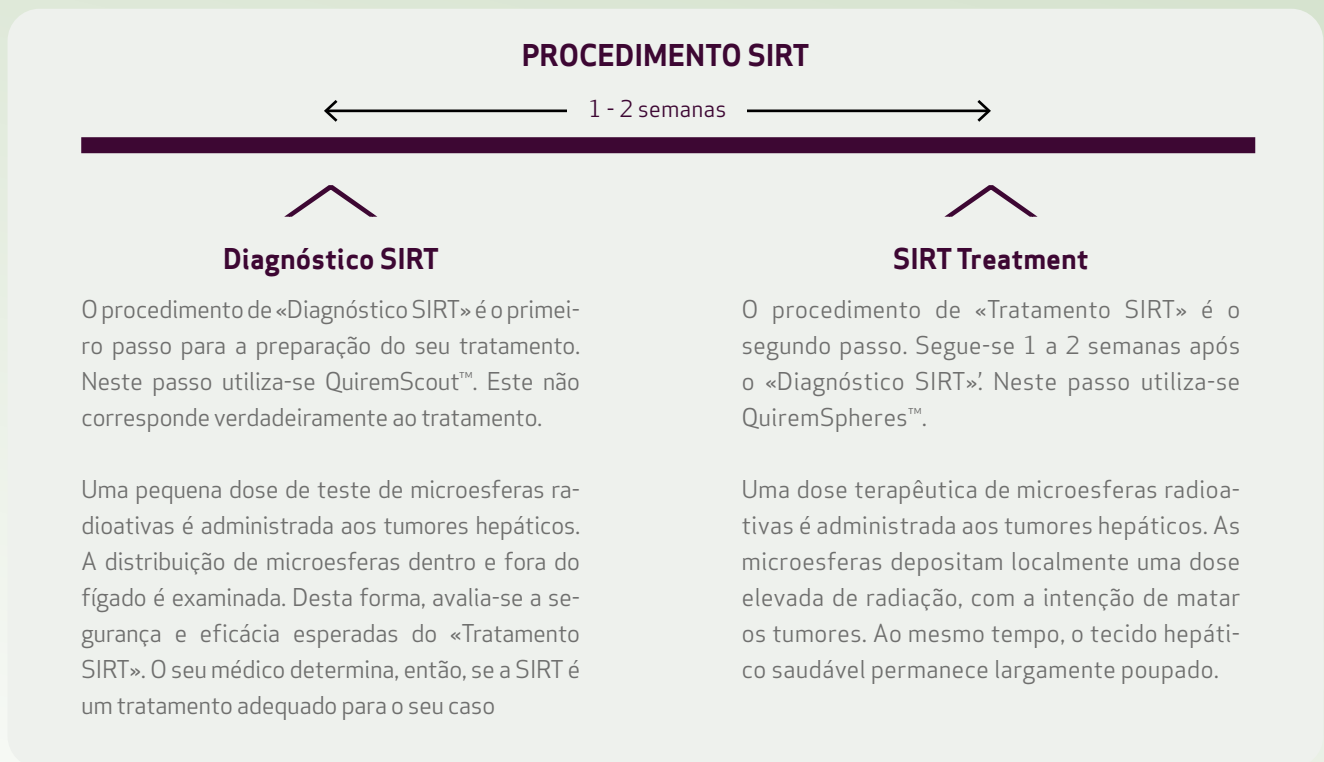 PROCEDIMENTO SIRT
1 - 2 semanas
Diagnóstico SIRT
O procedimento de «Diagnóstico SIRT» é o primei-
ro passo para a preparação do seu tratamento.
Neste passo utiliza-se QuiremScout™. Este não
corresponde verdadeiramente ao tratamento.
Uma pequena dose de teste de microesferas ra-
dioativas é administrada aos tumores hepáticos.
A distribuição de microesferas dentro e fora do
fígado é examinada. Desta forma, avalia-se a se-
gurança e eficácia esperadas do «Tratamento
SIRT». O seu médico determina, então, se a SIRT é
um tratamento adequado para o seu caso
SIRT Treatment
O procedimento de «Tratamento SIRT» é o
segundo passo. Segue-se 1 a 2 semanas após
o «Diagnóstico SIRT»’. Neste passo utiliza-se
QuiremSpheres™.
Uma dose terapêutica de microesferas radioa-
tivas é administrada aos tumores hepáticos. As
microesferas depositam localmente uma dose
elevada de radiação, com a intenção de matar
os tumores. Ao mesmo tempo, o tecido hepáti-
co saudável permanece largamente poupado.